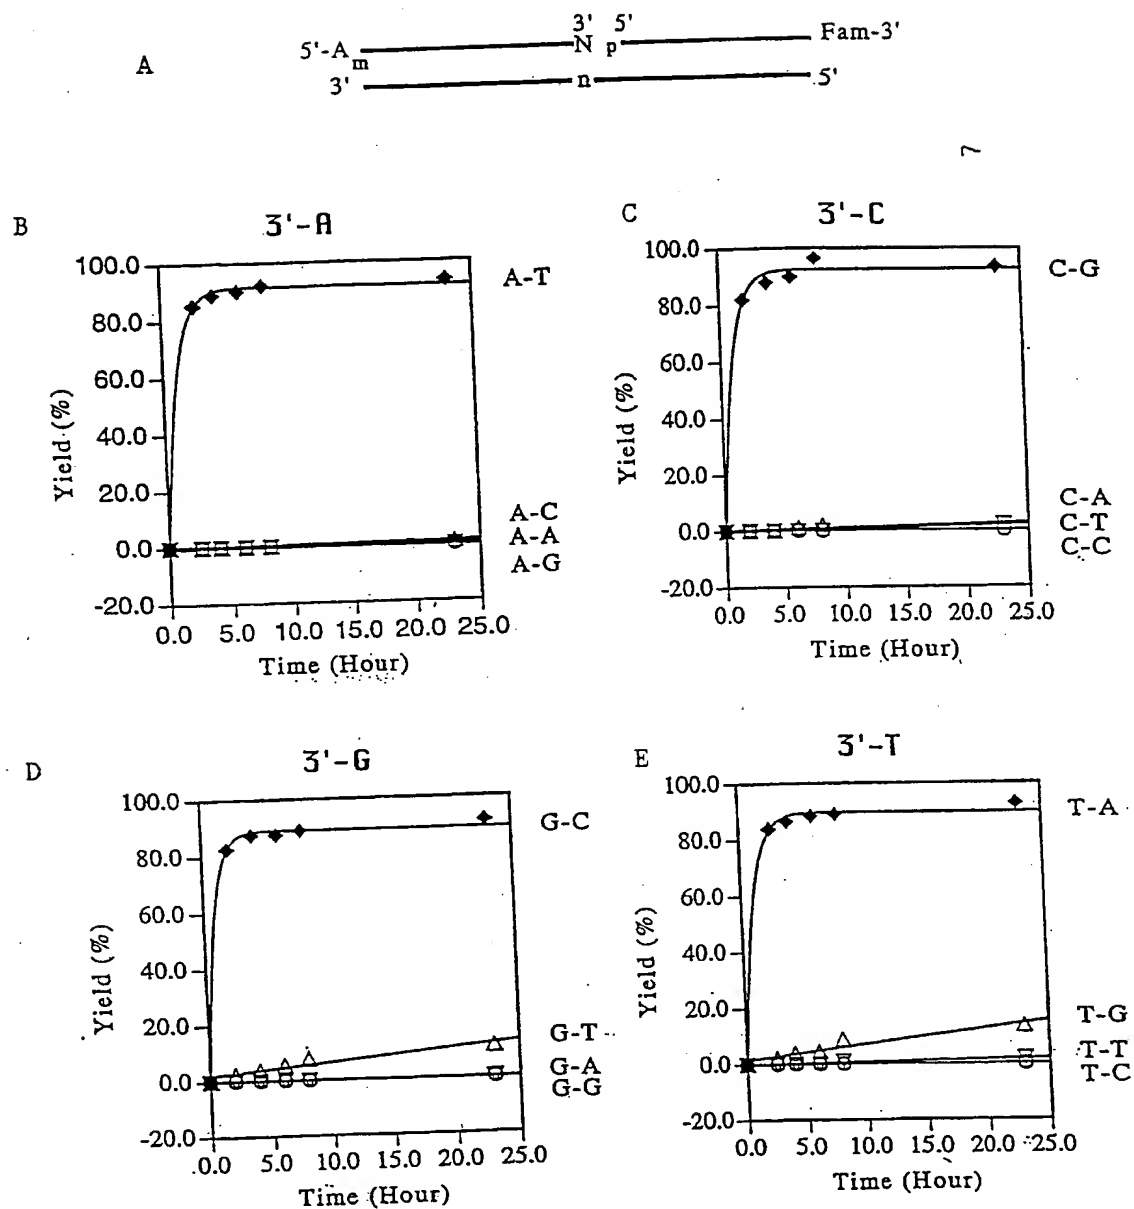 A
3' 5'
5'-Am N p Fam-3'
3' n 5'
7
B
3'-A
100.0
80.0
60.0
40.0
20.0
0.0
-20.0
Yield (%)
A-T
A-C
A-A
A-G
0.0 5.0 10.0 15.0 20.0 25.0
Time (Hour)
C
3'-C
100.0
80.0
60.0
40.0
20.0
0.0
-20.0
Yield (%)
C-G
C-A
C-T
C-C
0.0 5.0 10.0 15.0 20.0 25.0
Time (Hour)
D
3'-G
100.0
80.0
60.0
40.0
20.0
0.0
-20.0
Yield (%)
G-C
G-T
G-A
G-G
0.0 5.0 10.0 15.0 20.0 25.0
Time (Hour)
E
3'-T
100.0
80.0
60.0
40.0
20.0
0.0
-20.0
Yield (%)
T-A
T-G
T-T
T-C
0.0 5.0 10.0 15.0 20.0 25.0
Time (Hour)